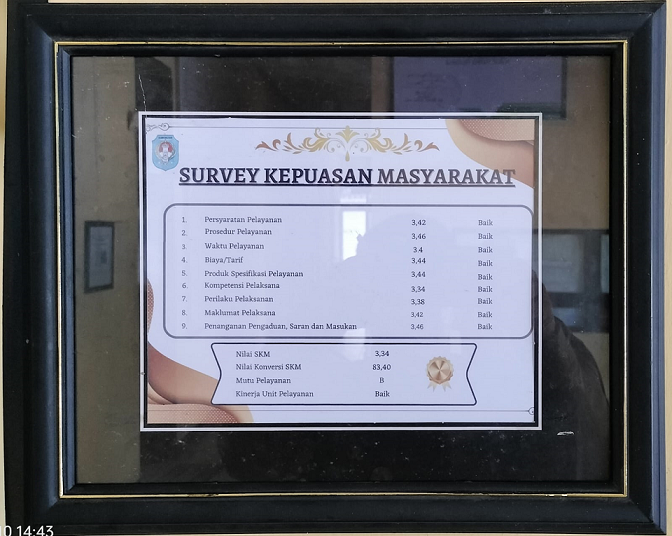 SURVEY KEPUASAN MASYARAKAT
1. Persyaratan Pelayanan 3,42 Baik
2. Prosedur Pelayanan 3,46 Baik
3. Waktu Pelayanan 3.4 Baik
4. Biaya/Tarif 3,44 Baik
5. Produk Spesifikasi Pelayanan 3,44 Baik
6. Kompetensi Pelaksana 3,34 Baik
7. Perilaku Pelaksanan 3,38 Baik
8. Maklumat Pelaksana 3,42 Baik
9. Penanganan Pengaduan, Saran dan Masukan 3,46 Baik
Nilai SKM 3,34
Nilai Konversi SKM 83,40
Mutu Pelayanan B
Kinerja Unit Pelayanan Baik
14:43